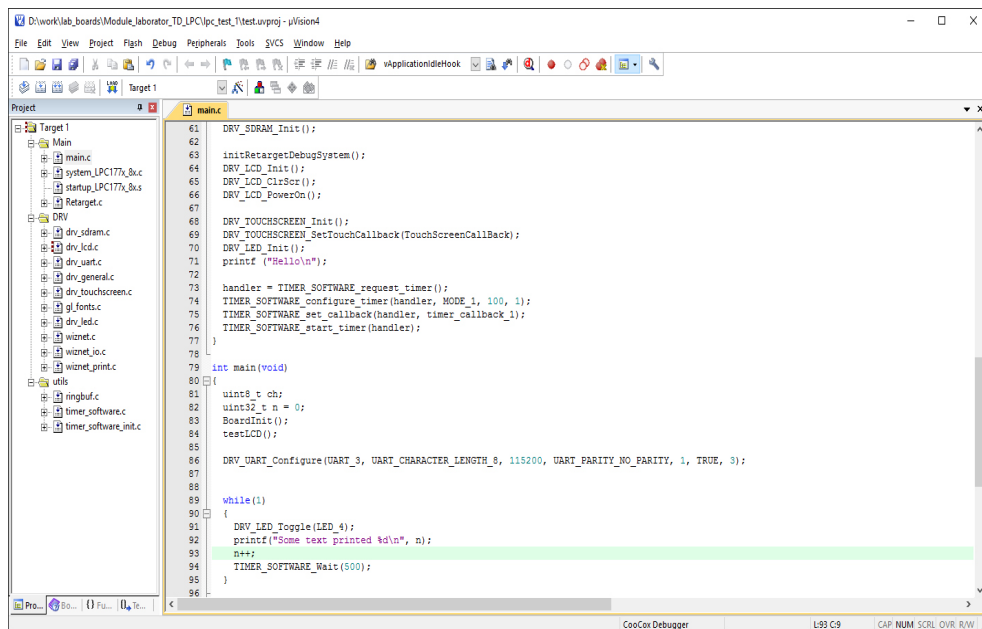 D:\work\lab_boards\Module_laborator_TD_LPC\lpc_test_1\test.uvproj - µVision4
File Edit View Project Flash Debug Peripherals Tools SVCS Window Help
vApplicationIdleHook
LOAD Target 1
Project
main.c
Target 1
Main
main.c
system_LPC177x_8x.c
startup_LPC177x_8x.s
Retarget.c
DRV
drv_sdram.c
drv_lcd.c
drv_uart.c
drv_general.c
drv_touchscreen.c
gl_fonts.c
drv_led.c
wiznet.c
wiznet_io.c
wiznet_print.c
utils
ringbuf.c
timer_software.c
timer_software_init.c
61 DRV_SDRAM_Init();
62
63 initRetargetDebugSystem();
64 DRV_LCD_Init();
65 DRV_LCD_ClrScr();
66 DRV_LCD_PowerOn();
67
68 DRV_TOUCHSCREEN_Init();
69 DRV_TOUCHSCREEN_SetTouchCallback(TouchScreenCallBack);
70 DRV_LED_Init();
71 printf ("Hello\n");
72
73 handler = TIMER_SOFTWARE_request_timer();
74 TIMER_SOFTWARE_configure_timer(handler, MODE_1, 100, 1);
75 TIMER_SOFTWARE_set_callback(handler, timer_callback_1);
76 TIMER_SOFTWARE_start_timer(handler);
77 }
78
79 int main(void)
80 {
81 uint8_t ch;
82 uint32_t n = 0;
83 BoardInit();
84 testLCD();
85
86 DRV_UART_Configure(UART_3, UART_CHARACTER_LENGTH_8, 115200, UART_PARITY_NO_PARITY, 1, TRUE, 3);
87
88
89 while(1)
90 {
91 DRV_LED_Toggle(LED_4);
92 printf("Some text printed %d\n", n);
93 n++;
94 TIMER_SOFTWARE_Wait(500);
95 }
96
Pro... Bo... {} Fu... 0 Te...
CooCox Debugger L:93 C:9 CAP NUM SCRL OVR R/W